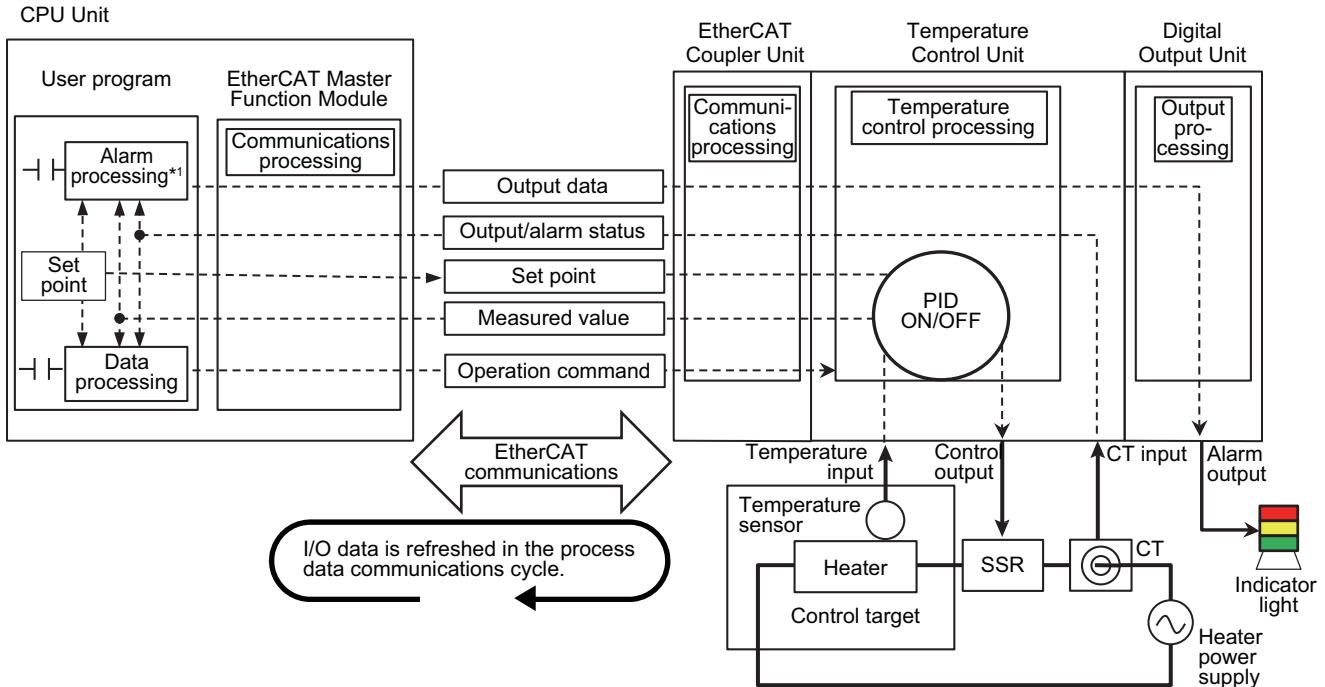 CPU Unit
User program
EtherCAT Master
Function Module
Communications
processing
Alarm
processing*1
Set
point
Data
processing
Output data
Output/alarm status
Set point
Measured value
Operation command
EtherCAT
communications
I/O data is refreshed in the process
data communications cycle.
EtherCAT
Coupler Unit
Communi-
cations
processing
Temperature
Control Unit
Temperature
control processing
PID
ON/OFF
Digital
Output Unit
Output
pro-
cessing
Temperature
input
Control
output
CT input
Alarm
output
Temperature
sensor
Heater
Control target
SSR
CT
Heater
power
supply
Indicator
light